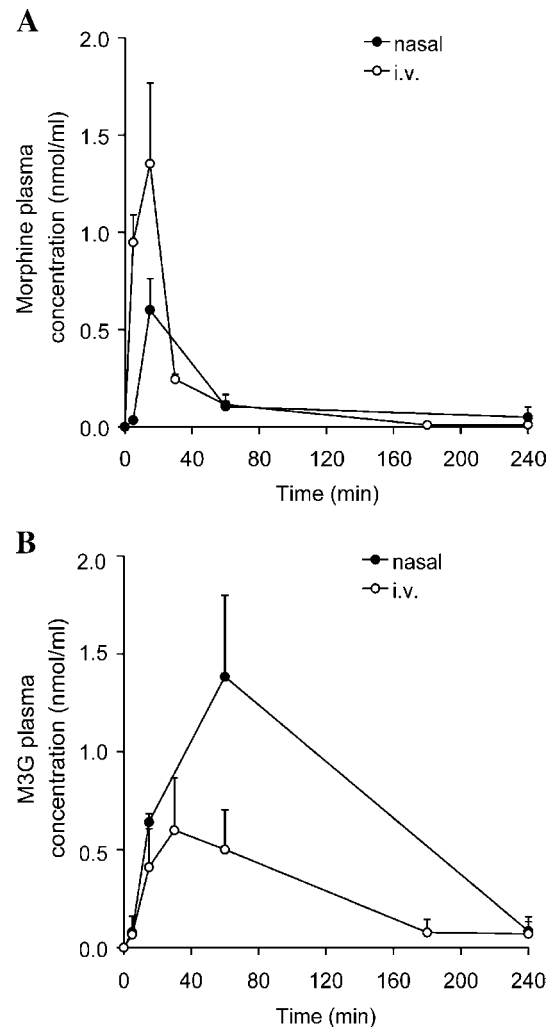 A
2.0
nasal
i.v.
1.5
1.0
0.5
0.0
Morphine plasma
concentration (nmol/ml)
0 40 80 120 160 200 240
Time (min)
B
2.0
nasal
i.v.
1.5
1.0
0.5
0.0
M3G plasma
concentration (nmol/ml)
0 40 80 120 160 200 240
Time (min)